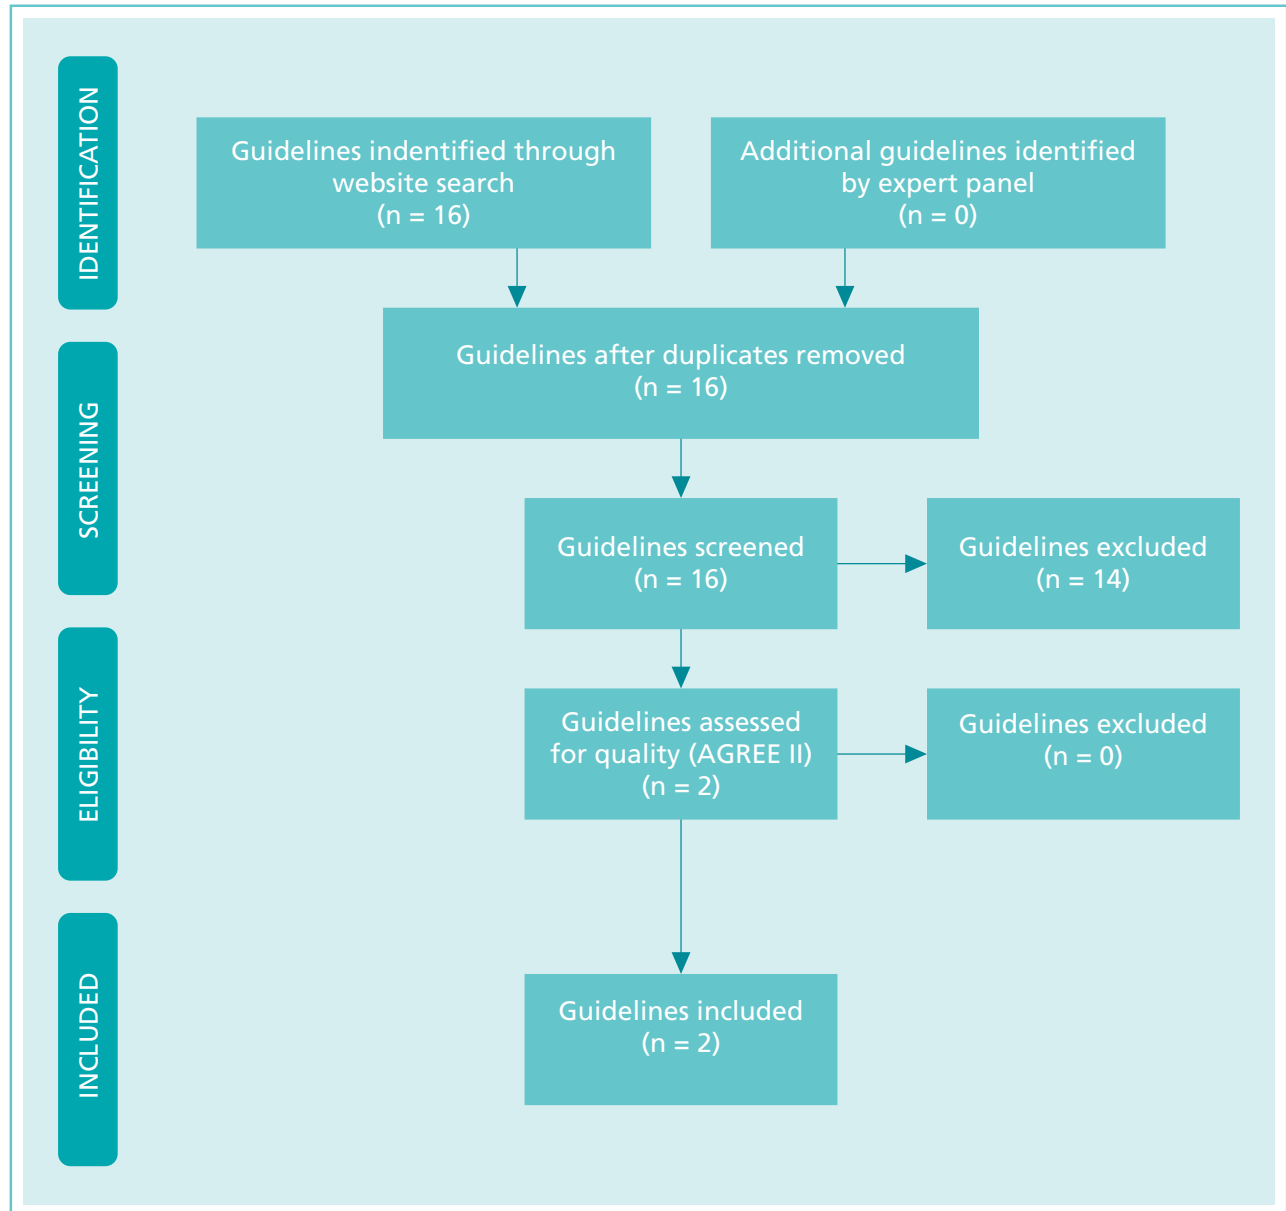 IDENTIFICATION
Guidelines indentified through
website search
(n = 16)
Additional guidelines identified
by expert panel
(n = 0)
Guidelines after duplicates removed
(n = 16)
SCREENING
Guidelines screened
(n = 16)
Guidelines excluded
(n = 14)
ELIGIBILITY
Guidelines assessed
for quality (AGREE II)
(n = 2)
Guidelines excluded
(n = 0)
INCLUDED
Guidelines included
(n = 2)